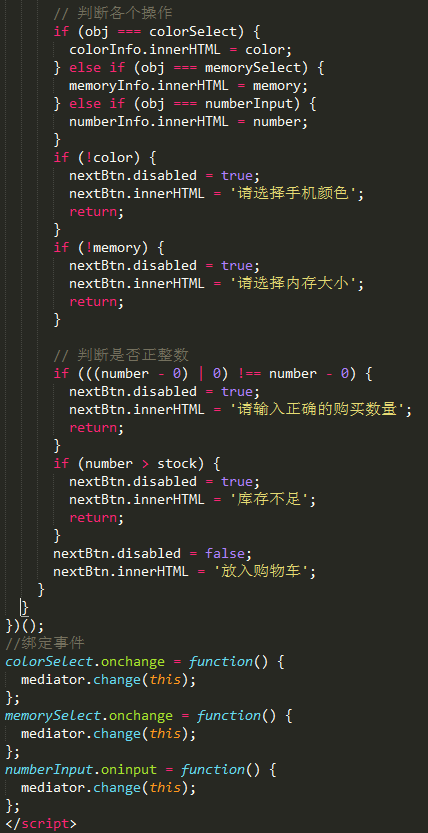 // 判断各个操作
if (obj === colorSelect) {
colorInfo.innerHTML = color;
} else if (obj === memorySelect) {
memoryInfo.innerHTML = memory;
} else if (obj === numberInput) {
numberInfo.innerHTML = number;
}
if (!color) {
nextBtn.disabled = true;
nextBtn.innerHTML = '请选择手机颜色';
return;
}
if (!memory) {
nextBtn.disabled = true;
nextBtn.innerHTML = '请选择内存大小';
return;
}
// 判断是否正整数
if (((number - 0) | 0) !== number - 0) {
nextBtn.disabled = true;
nextBtn.innerHTML = '请输入正确的购买数量';
return;
}
if (number > stock) {
nextBtn.disabled = true;
nextBtn.innerHTML = '库存不足';
return;
}
nextBtn.disabled = false;
nextBtn.innerHTML = '放入购物车';
}
}
})();
//绑定事件
colorSelect.onchange = function() {
mediator.change(this);
};
memorySelect.onchange = function() {
mediator.change(this);
};
numberInput.oninput = function() {
mediator.change(this);
};
</script>